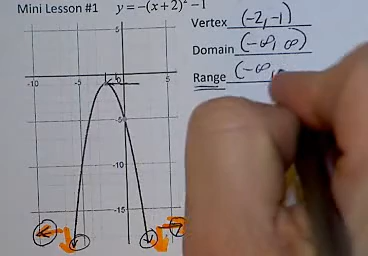 Mini Lesson #1 y = -(x+2)² - 1
Vertex (-2, -1)
Domain (-∞, ∞)
Range (-∞,
5
-10 -5 5
-5
-10
-15